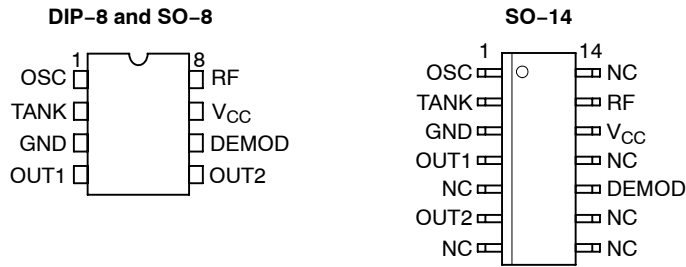 DIP–8 and SO–8
1 8
OSC RF
TANK VCC
GND DEMOD
OUT1 OUT2
SO–14
1 14
OSC NC
TANK RF
GND VCC
OUT1 NC
NC DEMOD
OUT2 NC
NC NC